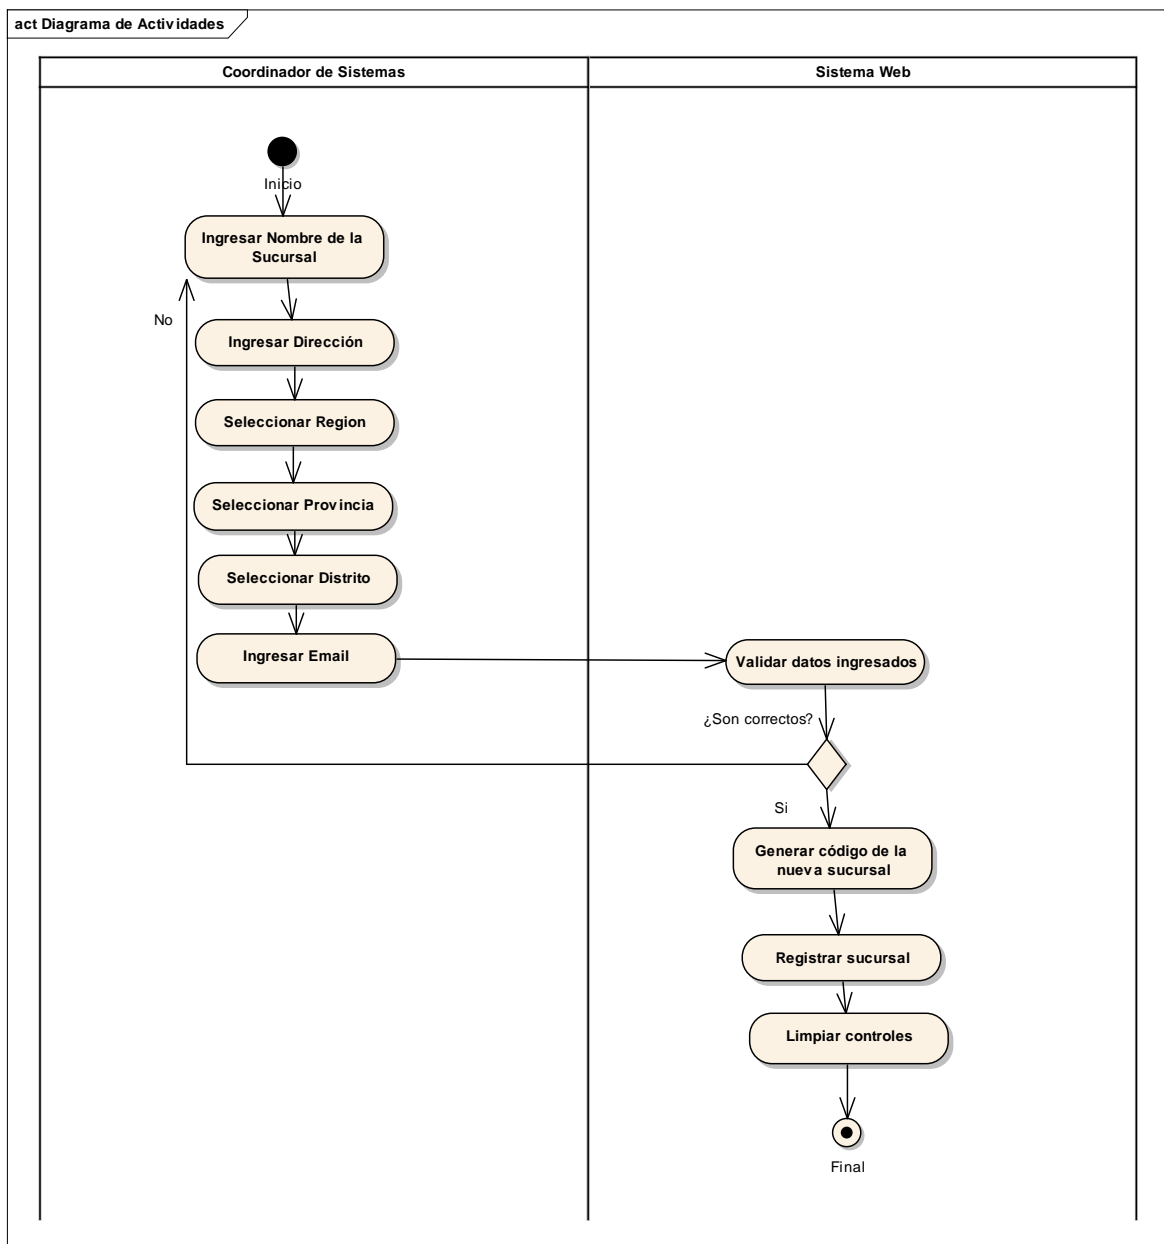 act Diagrama de Actividades
Coordinador de Sistemas
Sistema Web
Inicio
Ingresar Nombre de la
Sucursal
No
Ingresar Dirección
Seleccionar Region
Seleccionar Provincia
Seleccionar Distrito
Ingresar Email
Validar datos ingresados
¿Son correctos?
Si
Generar código de la
nueva sucursal
Registrar sucursal
Limpiar controles
Final